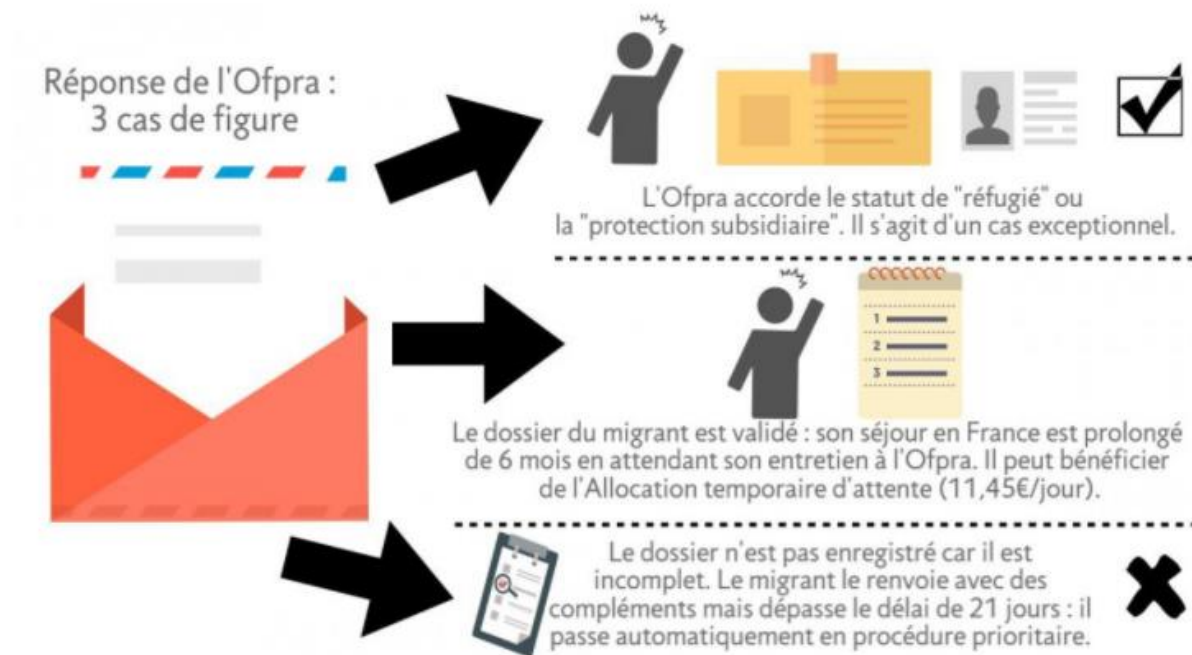 Réponse de l'Ofpra :
3 cas de figure
L'Ofpra accorde le statut de "réfugié" ou
la "protection subsidiaire". Il s'agit d'un cas exceptionnel.
1
2
3
Le dossier du migrant est validé : son séjour en France est prolongé
de 6 mois en attendant son entretien à l'Ofpra. Il peut bénéficier
de l'Allocation temporaire d'attente (11,45€/jour).
Le dossier n'est pas enregistré car il est
incomplet. Le migrant le renvoie avec des
compléments mais dépasse le délai de 21 jours : il
passe automatiquement en procédure prioritaire.